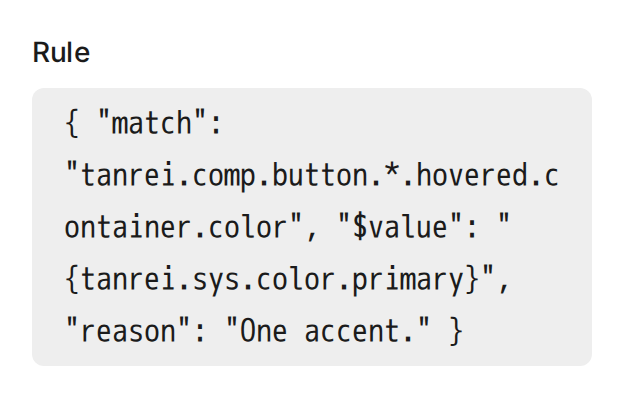 Rule
{ "match":
"tanrei.comp.button.*.hovered.c
ontainer.color", "$value": "
{tanrei.sys.color.primary}",
"reason": "One accent." }